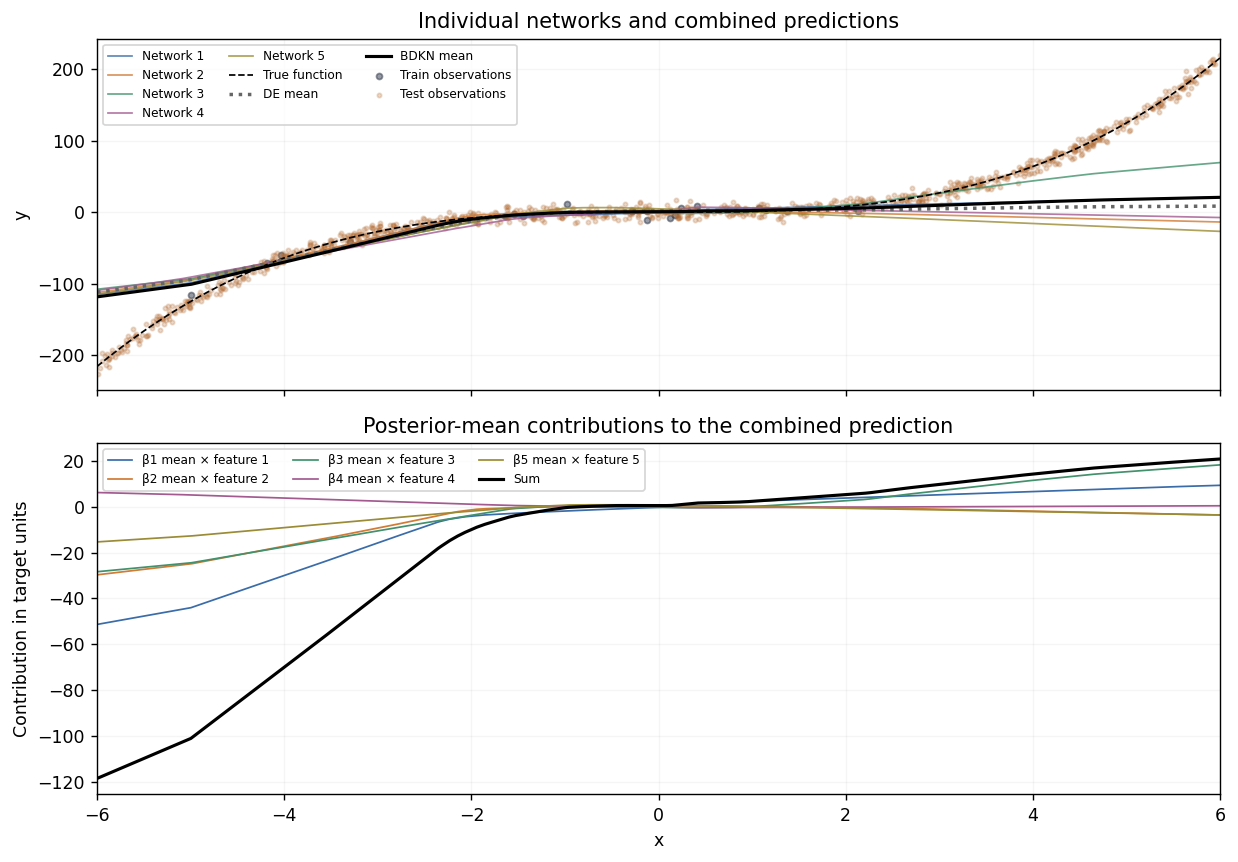 Individual networks and combined predictions
Network 1
Network 2
Network 3
Network 4
Network 5
True function
DE mean
BDKN mean
Train observations
Test observations
y
200
100
0
−100
−200
Posterior-mean contributions to the combined prediction
β1 mean × feature 1
β2 mean × feature 2
β3 mean × feature 3
β4 mean × feature 4
β5 mean × feature 5
Sum
Contribution in target units
20
0
−20
−40
−60
−80
−100
−120
−6
−4
−2
0
2
4
6
x